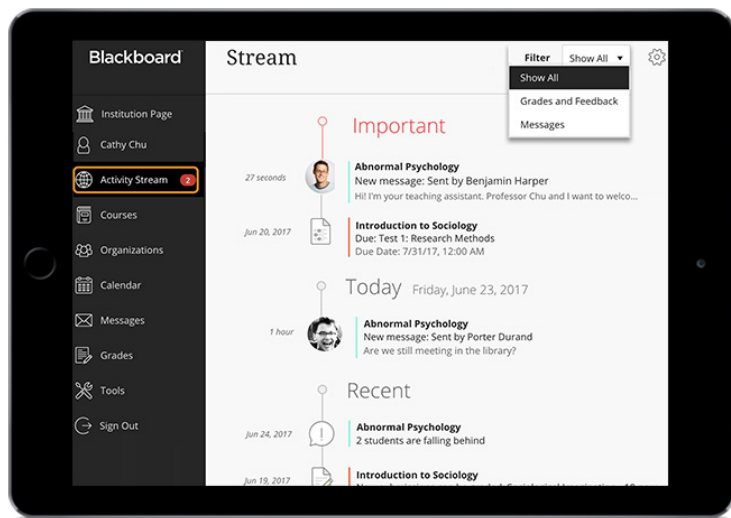 Blackboard
Institution Page
Cathy Chu
Activity Stream 2
Courses
Organizations
Calendar
Messages
Grades
Tools
Sign Out
Stream
Filter Show All
Show All
Grades and Feedback
Messages
Important
27 seconds
Abnormal Psychology
New message: Sent by Benjamin Harper
Hi! I'm your teaching assistant. Professor Chu and I want to welco...
Jun 20, 2017
Introduction to Sociology
Due: Test 1: Research Methods
Due Date: 7/31/17, 12:00 AM
Today Friday, June 23, 2017
1 hour
Abnormal Psychology
New message: Sent by Porter Durand
Are we still meeting in the library?
Recent
Jun 24, 2017
Abnormal Psychology
2 students are falling behind
Jun 19, 2017
Introduction to Sociology